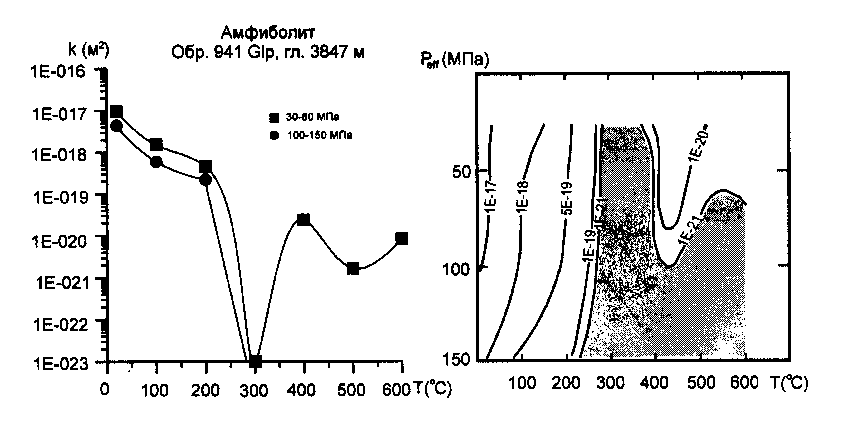 Амфиболит
Обр. 941 Glp, гл. 3847 м
k (м²)
1E-016
1E-017
1E-018
1E-019
1E-020
1E-021
1E-022
1E-023
0 100 200 300 400 500 600 T(°C)
30-60 МПа
100-150 МПа
Peff (МПа)
50
100
150
100 200 300 400 500 600 T(°C)
1E-17
1E-18
5E-19
1E-19
1E-21
1E-20
1E-21